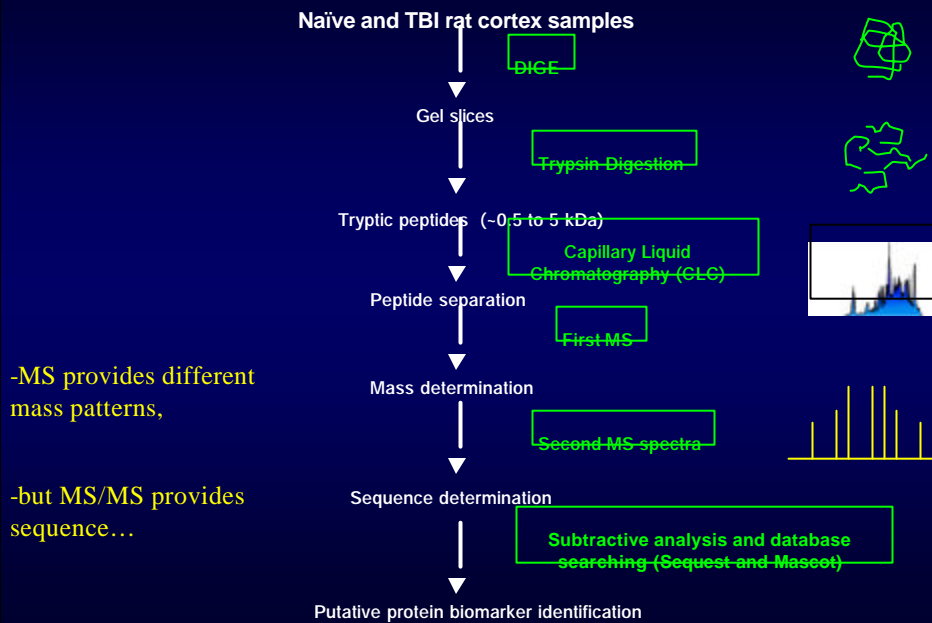 Naïve and TBI rat cortex samples
DIGE
Gel slices
Trypsin Digestion
Tryptic peptides (~0.5 to 5 kDa)
Capillary Liquid
Chromatography (CLC)
Peptide separation
First MS
-MS provides different
mass patterns,
Mass determination
Second MS spectra
-but MS/MS provides
sequence…
Sequence determination
Subtractive analysis and database
searching (Sequest and Mascot)
Putative protein biomarker identification